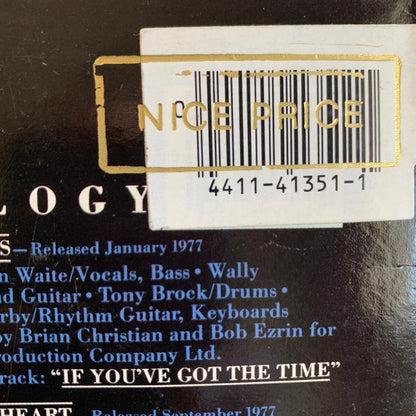 NICE PRICE
4411-41351-1
LOGY
S—Released January 1977
n Waite/Vocals, Bass • Wally
d Guitar • Tony Brock/Drums •
rby/Rhythm Guitar, Keyboards
by Brian Christian and Bob Ezrin for
roduction Company Ltd.
rack: “IF YOU’VE GOT THE TIME”
HEART—Released September 1977